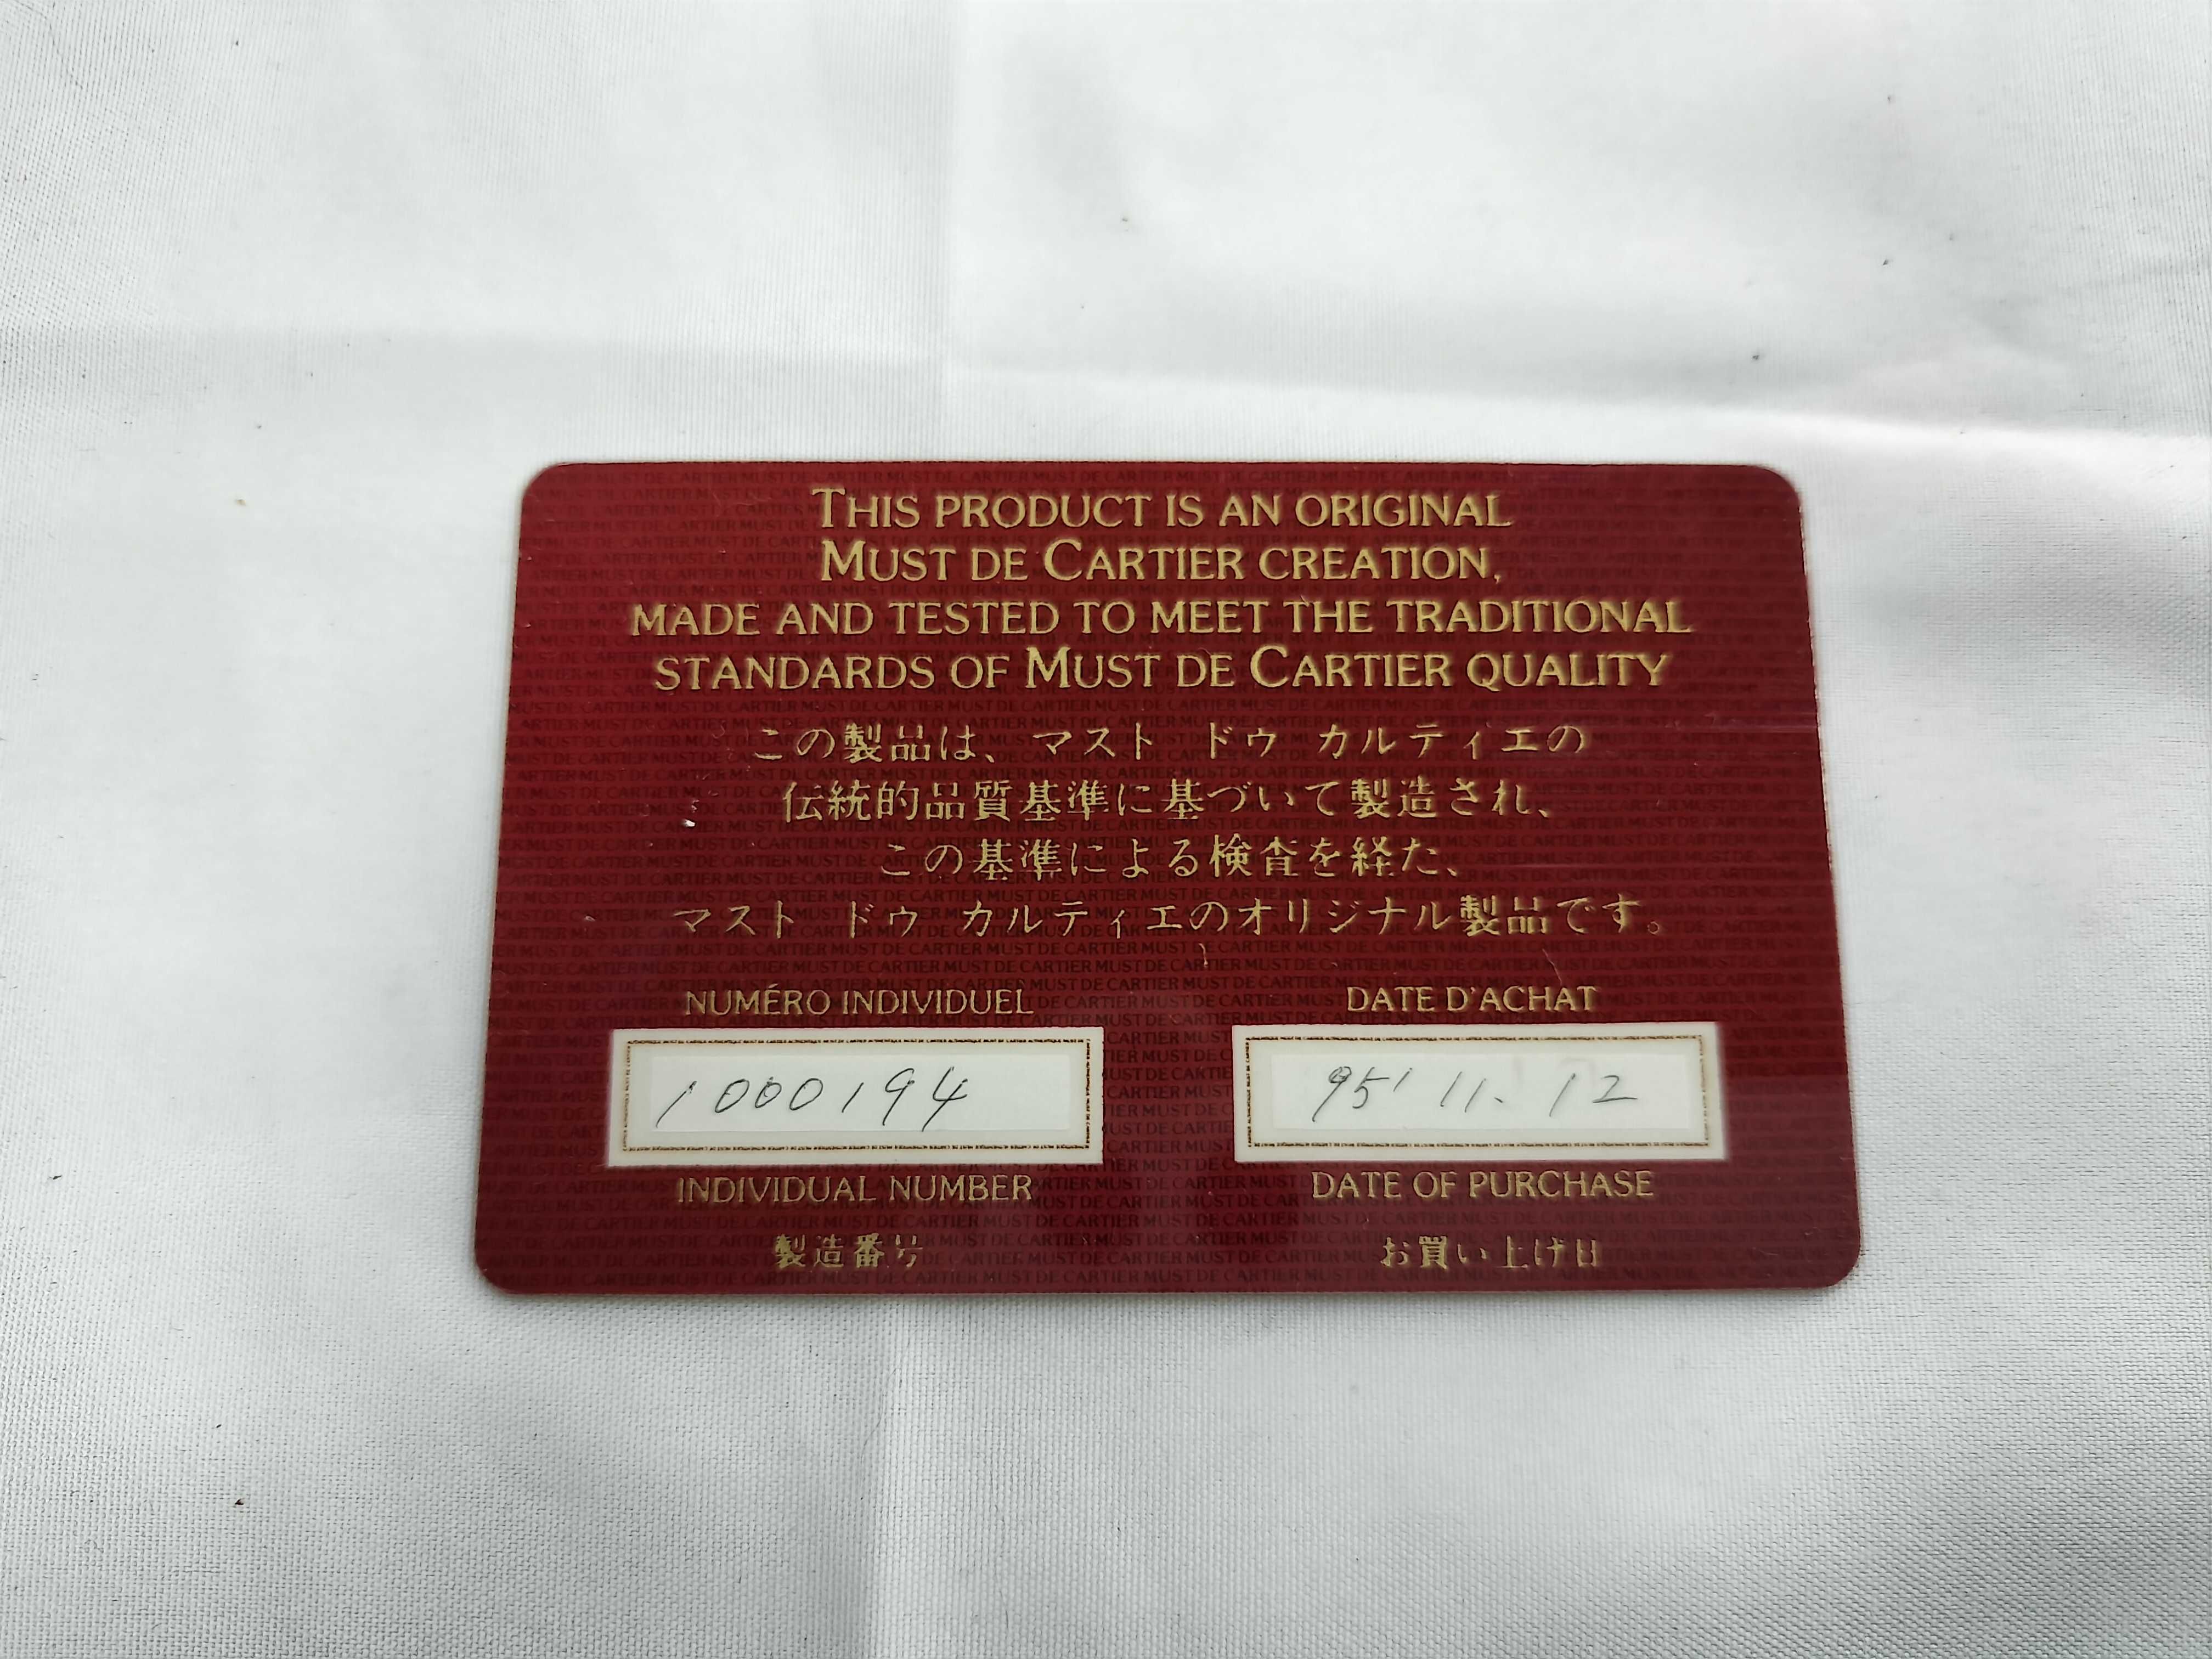 THIS PRODUCT IS AN ORIGINAL
MUST DE CARTIER CREATION,
MADE AND TESTED TO MEET THE TRADITIONAL
STANDARDS OF MUST DE CARTIER QUALITY
この製品は、マスト ドゥ カルティエの
伝統的品質基準に基づいて製造され、
この基準による検査を経た、
マスト ドゥ カルティエのオリジナル製品です。
NUMÉRO INDIVIDUEL DATE D'ACHAT
1000194 95' 11. 12
INDIVIDUAL NUMBER DATE OF PURCHASE
製造番号 お買い上げ日